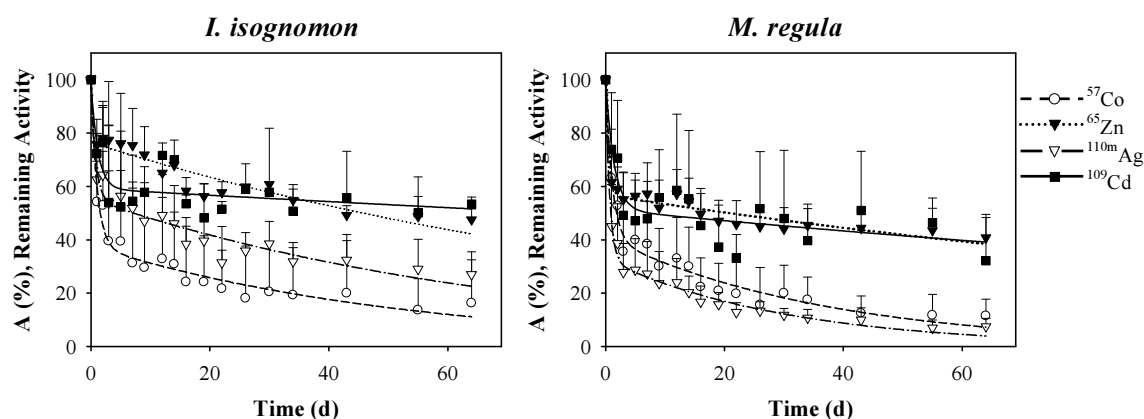 I. isognomon
M. regula
A (%), Remaining Activity
100
80
60
40
20
0
0 20 40 60
Time (d)
A (%), Remaining Activity
100
80
60
40
20
0
0 20 40 60
Time (d)
⁵⁷Co
⁶⁵Zn
¹¹⁰ᵐAg
¹⁰⁹Cd